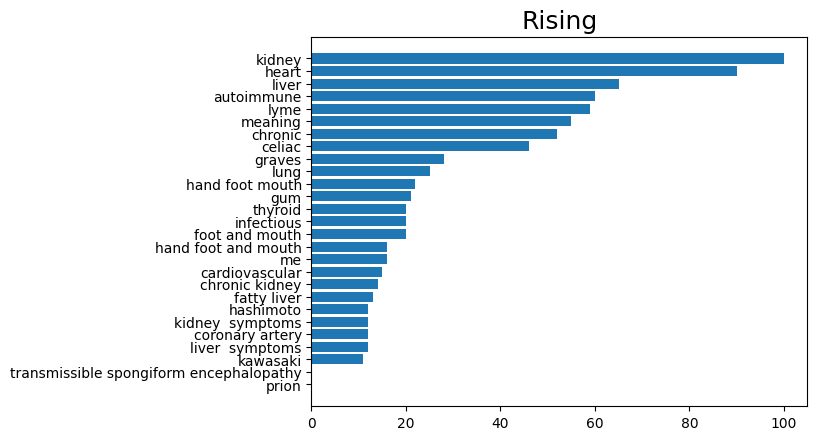 Rising
kidney
heart
liver
autoimmune
lyme
meaning
chronic
celiac
graves
lung
hand foot mouth
gum
thyroid
infectious
foot and mouth
hand foot and mouth
me
cardiovascular
chronic kidney
fatty liver
hashimoto
kidney  symptoms
coronary artery
liver  symptoms
kawasaki
transmissible spongiform encephalopathy
prion
0 20 40 60 80 100